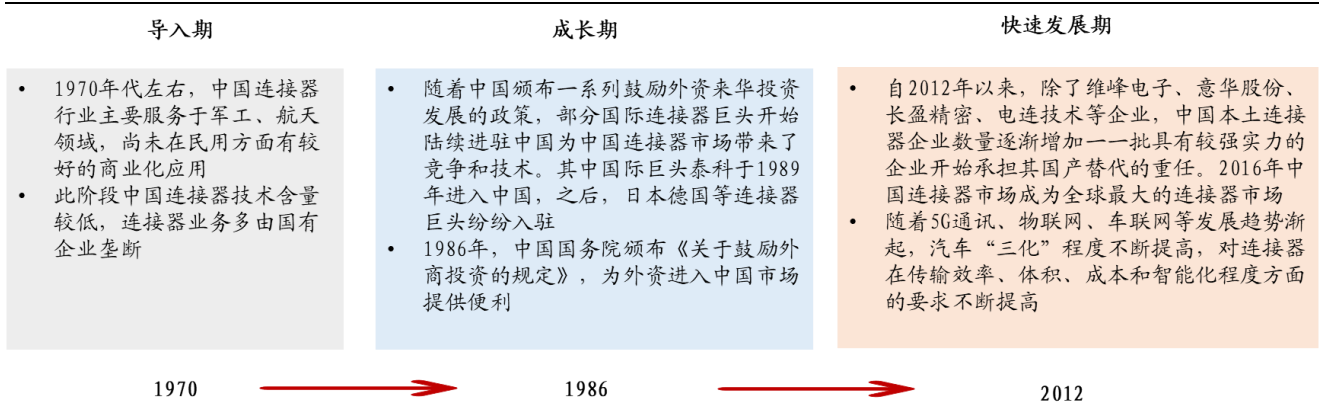 导入期
• 1970年代左右，中国连接器
行业主要服务于军工、航天
领域，尚未在民用方面有较
好的商业化应用
• 此阶段中国连接器技术含量
较低，连接器业务多由国有
企业垄断
1970
成长期
• 随着中国颁布一系列鼓励外资来华投资
发展的政策，部分国际连接器巨头开始
陆续进驻中国为中国连接器市场带来了
竞争和技术。其中国际巨头泰科于1989
年进入中国，之后，日本德国等连接器
巨头纷纷入驻
• 1986年，中国国务院颁布《关于鼓励外
商投资的规定》，为外资进入中国市场
提供便利
1986
快速发展期
• 自2012年以来，除了维峰电子、意华股份、
长盈精密、电连技术等企业，中国本土连接
器企业数量逐渐增加一一批具有较强实力的
企业开始承担其国产替代的重任。2016年中
国连接器市场成为全球最大的连接器市场
• 随着5G通讯、物联网、车联网等发展趋势渐
起，汽车“三化”程度不断提高，对连接器
在传输效率、体积、成本和智能化程度方面
的要求不断提高
2012